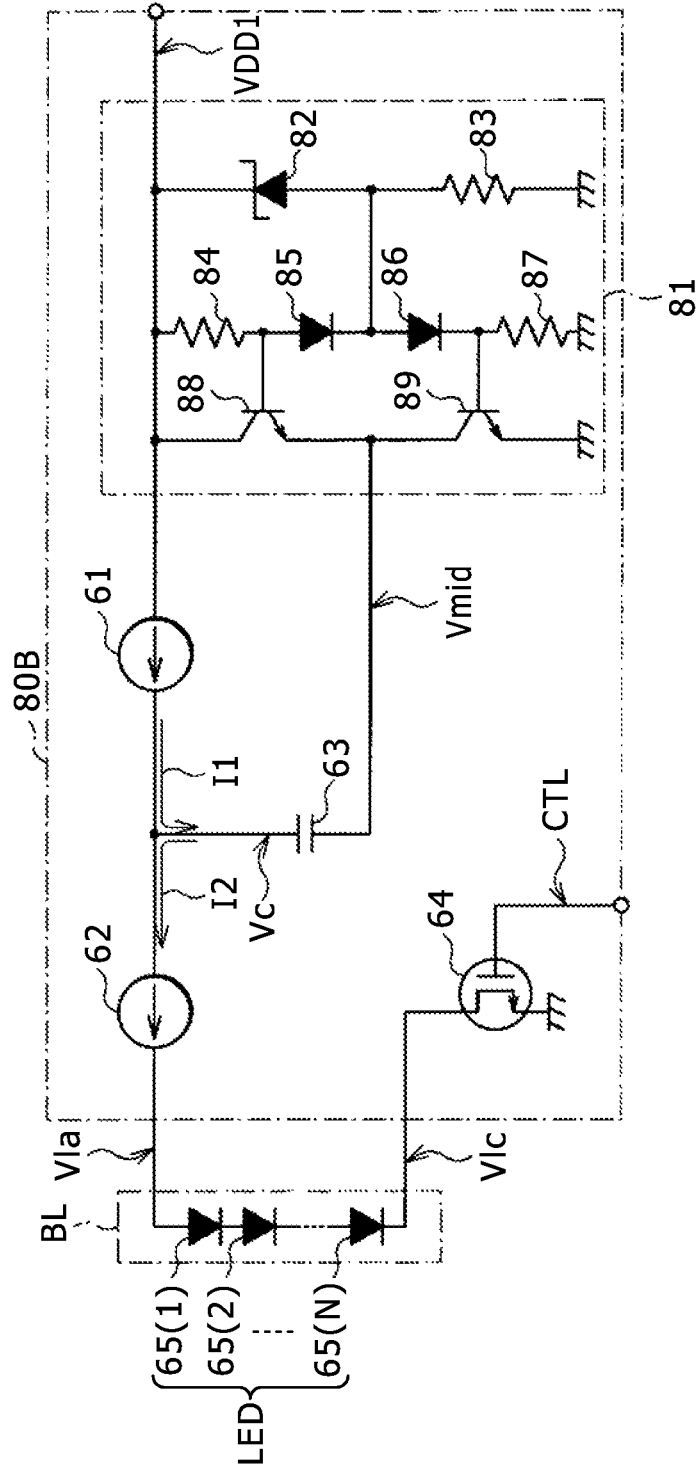 80B
VDD1
82
83
84
85
86
87
88
89
81
61
I1
63
Vmid
I2
Vc
62
64
CTL
Vla
Vlc
BL
65(1)
65(2)
65(N)
LED